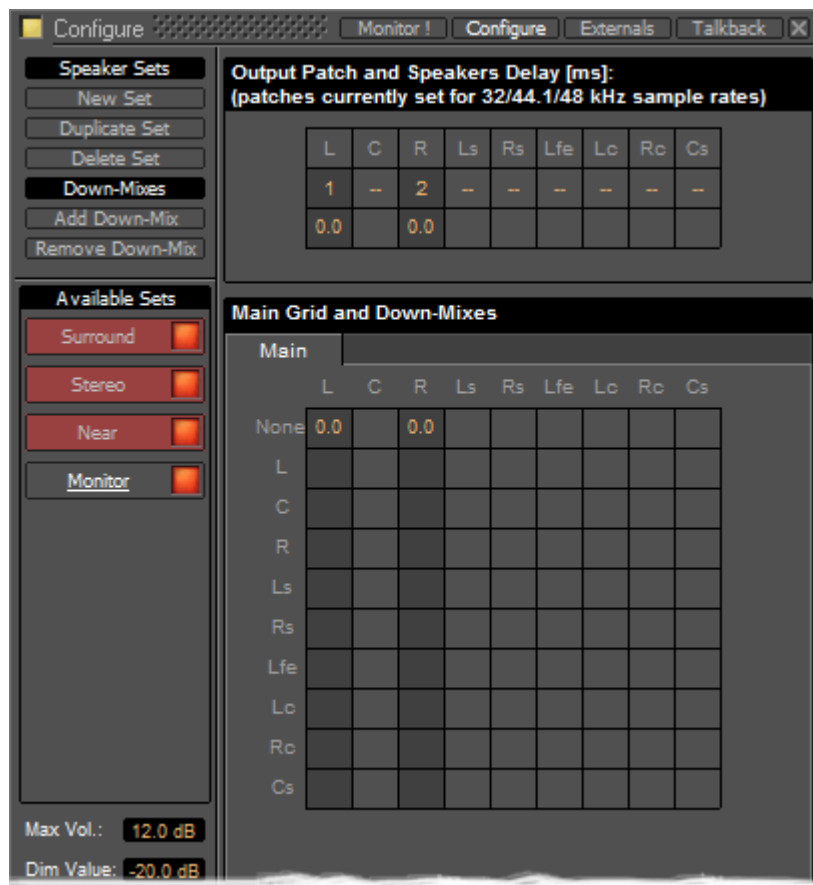 Configure Monitor ! Configure Externals Talkback X
Speaker Sets
New Set
Duplicate Set
Delete Set
Down-Mixes
Add Down-Mix
Remove Down-Mix
Available Sets
Surround
Stereo
Near
Monitor
Max Vol.: 12.0 dB
Dim Value: -20.0 dB
Output Patch and Speakers Delay [ms]:
(patches currently set for 32/44.1/48 kHz sample rates)
L C R Ls Rs Lfe Lc Rc Cs
1 -- 2 -- -- -- -- -- --
0.0 0.0
Main Grid and Down-Mixes
Main
L C R Ls Rs Lfe Lc Rc Cs
None 0.0 0.0
L
C
R
Ls
Rs
Lfe
Lc
Rc
Cs